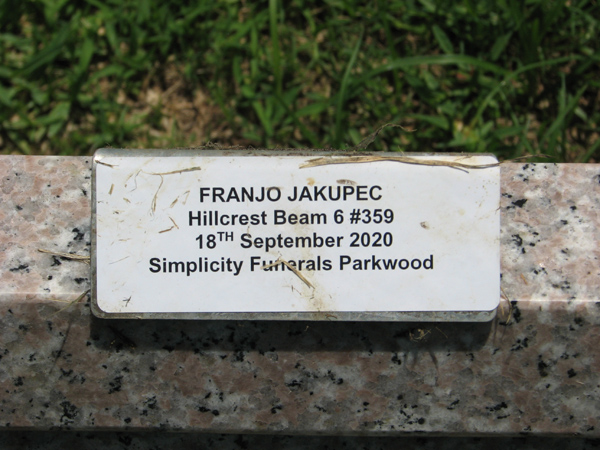 FRANJO JAKUPEC
Hillcrest Beam 6 #359
18TH September 2020
Simplicity Funerals Parkwood